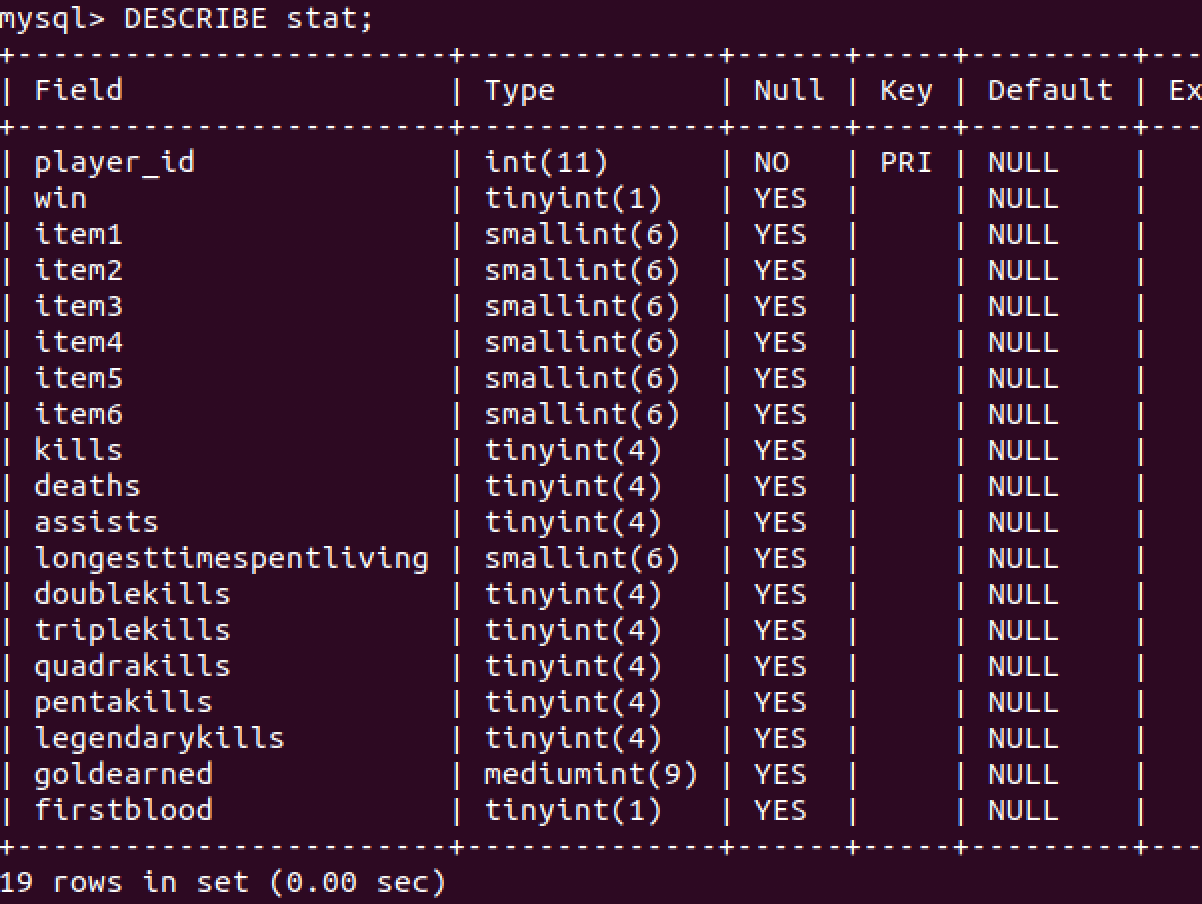 mysql> DESCRIBE stat;
+------------------------+--------------+------+-----+---------+---
| Field                  | Type         | Null | Key | Default | Ex
+------------------------+--------------+------+-----+---------+---
| player_id              | int(11)      | NO   | PRI | NULL    |
| win                    | tinyint(1)   | YES  |     | NULL    |
| item1                  | smallint(6)  | YES  |     | NULL    |
| item2                  | smallint(6)  | YES  |     | NULL    |
| item3                  | smallint(6)  | YES  |     | NULL    |
| item4                  | smallint(6)  | YES  |     | NULL    |
| item5                  | smallint(6)  | YES  |     | NULL    |
| item6                  | smallint(6)  | YES  |     | NULL    |
| kills                  | tinyint(4)   | YES  |     | NULL    |
| deaths                 | tinyint(4)   | YES  |     | NULL    |
| assists                | tinyint(4)   | YES  |     | NULL    |
| longesttimespentliving | smallint(6)  | YES  |     | NULL    |
| doublekills            | tinyint(4)   | YES  |     | NULL    |
| triplekills            | tinyint(4)   | YES  |     | NULL    |
| quadrakills            | tinyint(4)   | YES  |     | NULL    |
| pentakills             | tinyint(4)   | YES  |     | NULL    |
| legendarykills         | tinyint(4)   | YES  |     | NULL    |
| goldearned             | mediumint(9) | YES  |     | NULL    |
| firstblood             | tinyint(1)   | YES  |     | NULL    |
+------------------------+--------------+------+-----+---------+---
19 rows in set (0.00 sec)